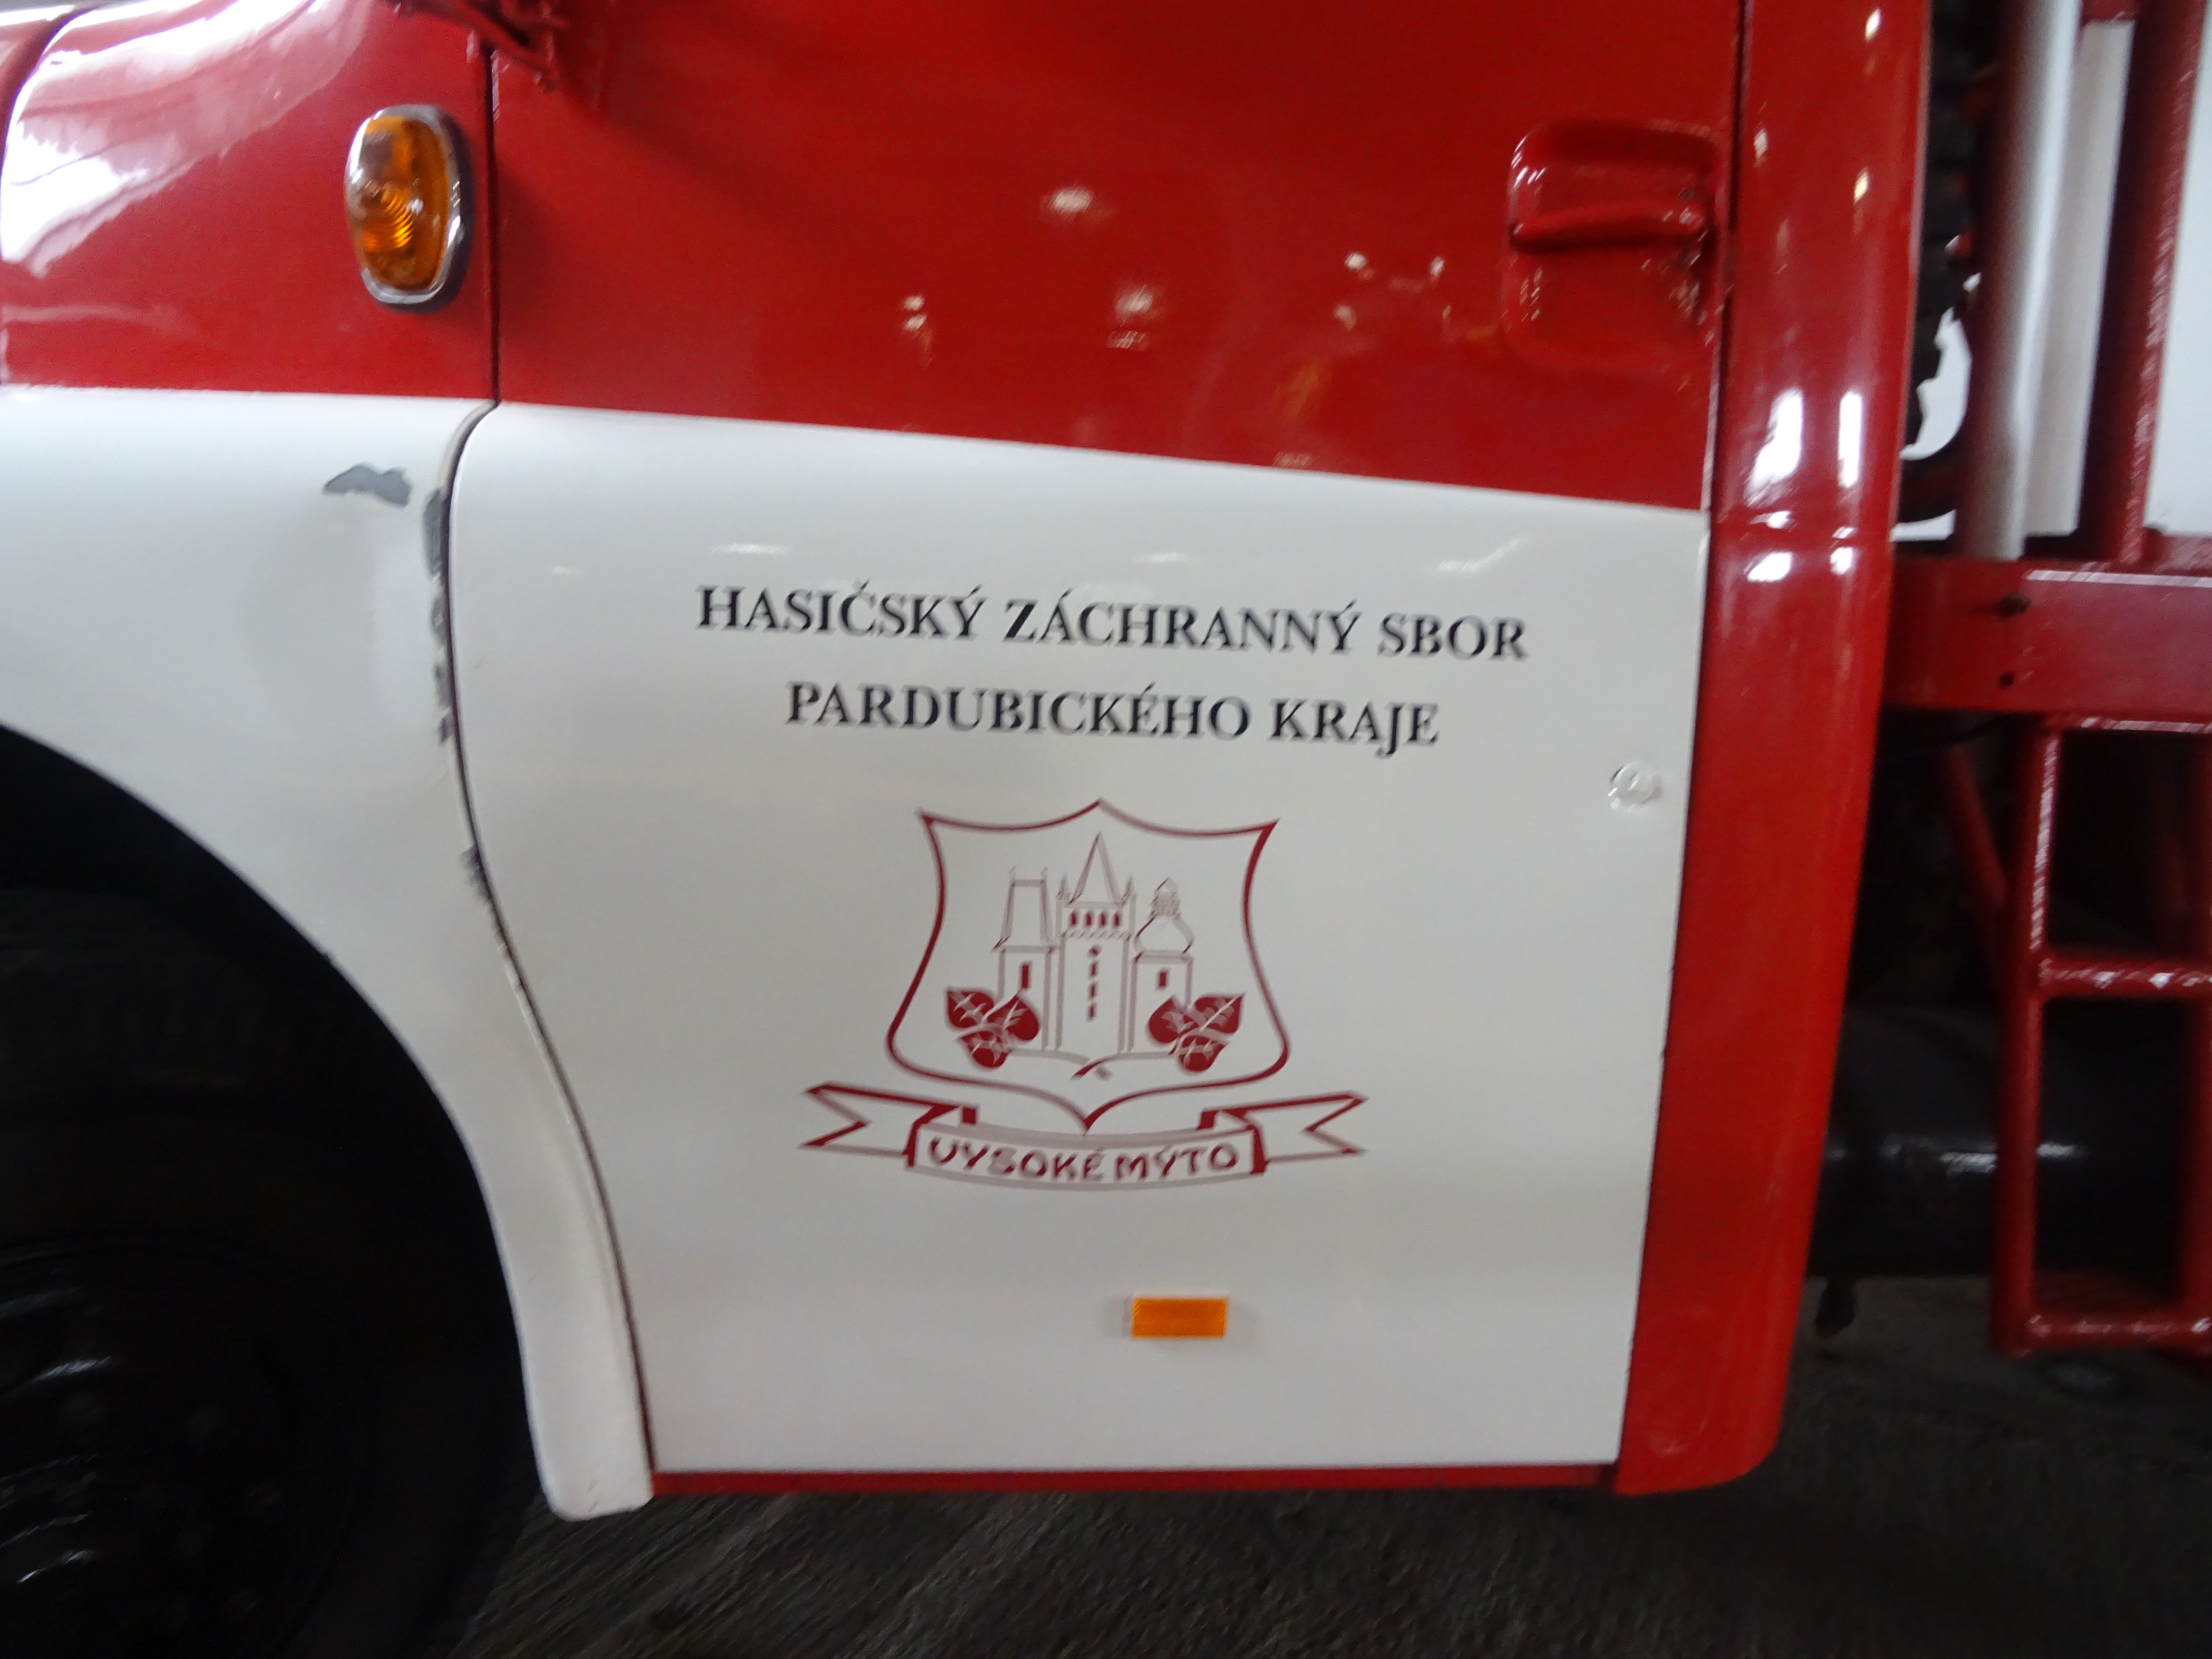 HASIČSKÝ ZÁCHRANNÝ SBOR
PARDUBICKÉHO KRAJE
VYSOKÉ MÝTO